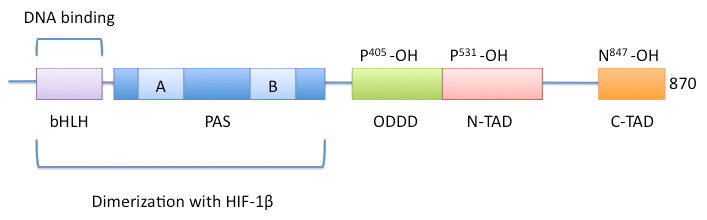 DNA binding
P405-OH P531-OH N847-OH
A B 870
bHLH PAS ODDD N-TAD C-TAD
Dimerization with HIF-1β